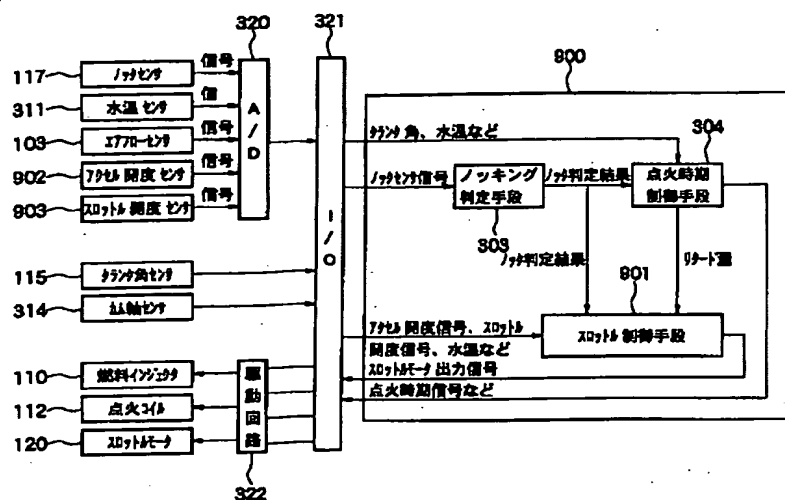 320
321
900
117
ノックセンサ
信号
311
水温 センサ
信
103
エアフローセンサ
信号
902
アクセル 開度 センサ
信号
903
スロットル 開度 センサ
信号
A/D
I/O
クランク 角、水温など
304
ノックセンサ信号
ノッキング
判定手段
303
ノック判定結果
点火時期
制御手段
ノック判定結果
リタード量
901
115
クランク角センサ
314
カム軸センサ
アクセル 開度信号、スロットル
開度信号、水温など
スロットル 制御手段
スロットルモータ 出力信号
点火時期信号など
110
燃料インジェクタ
112
点火コイル
120
スロットルモータ
駆動回路
322